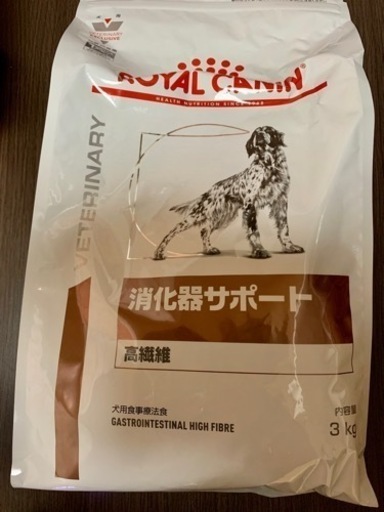 ROYAL CANIN
HEALTH NUTRITION SINCE 1968
VETERINARY
消化器サポート
高繊維
犬用食事療法食
GASTROINTESTINAL HIGH FIBRE
内容量
3 kg